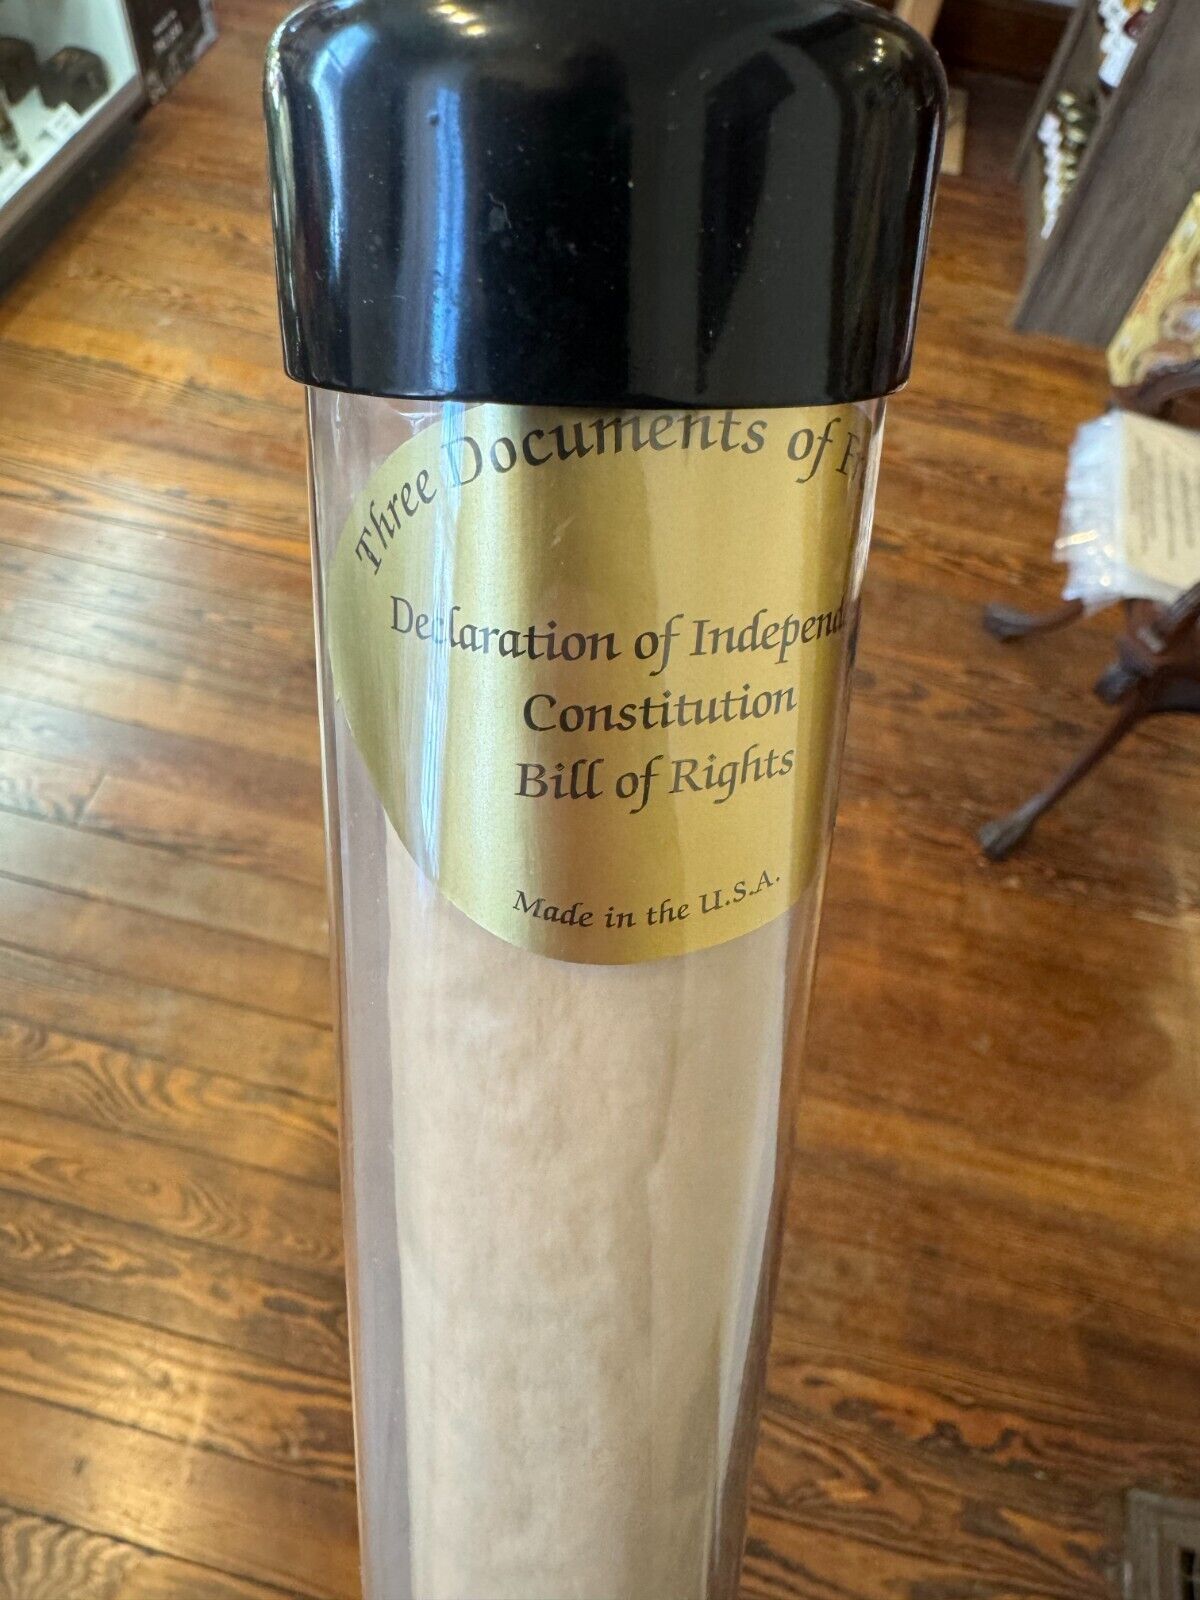 Three Documents of
Declaration of Independ
Constitution
Bill of Rights
Made in the U.S.A.